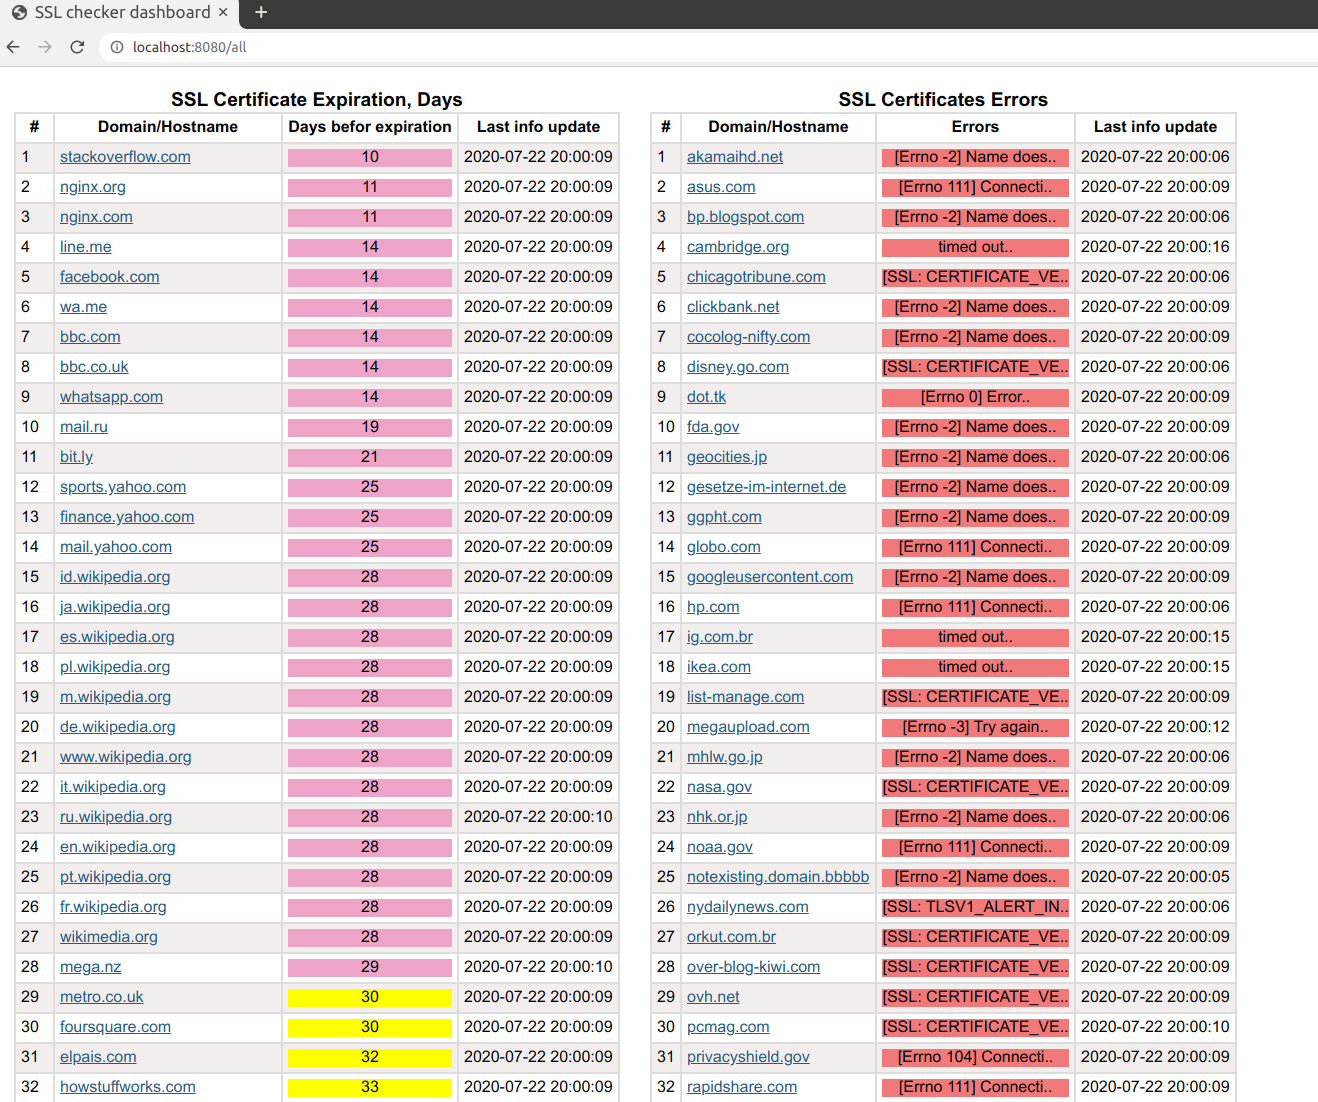 SSL checker dashboard × +
localhost:8080/all
SSL Certificate Expiration, Days
# Domain/Hostname Days befor expiration Last info update
1 stackoverflow.com 10 2020-07-22 20:00:09
2 nginx.org 11 2020-07-22 20:00:09
3 nginx.com 11 2020-07-22 20:00:09
4 line.me 14 2020-07-22 20:00:09
5 facebook.com 14 2020-07-22 20:00:09
6 wa.me 14 2020-07-22 20:00:09
7 bbc.com 14 2020-07-22 20:00:09
8 bbc.co.uk 14 2020-07-22 20:00:09
9 whatsapp.com 14 2020-07-22 20:00:09
10 mail.ru 19 2020-07-22 20:00:09
11 bit.ly 21 2020-07-22 20:00:09
12 sports.yahoo.com 25 2020-07-22 20:00:09
13 finance.yahoo.com 25 2020-07-22 20:00:09
14 mail.yahoo.com 25 2020-07-22 20:00:09
15 id.wikipedia.org 28 2020-07-22 20:00:09
16 ja.wikipedia.org 28 2020-07-22 20:00:09
17 es.wikipedia.org 28 2020-07-22 20:00:09
18 pl.wikipedia.org 28 2020-07-22 20:00:09
19 m.wikipedia.org 28 2020-07-22 20:00:09
20 de.wikipedia.org 28 2020-07-22 20:00:09
21 www.wikipedia.org 28 2020-07-22 20:00:09
22 it.wikipedia.org 28 2020-07-22 20:00:09
23 ru.wikipedia.org 28 2020-07-22 20:00:10
24 en.wikipedia.org 28 2020-07-22 20:00:09
25 pt.wikipedia.org 28 2020-07-22 20:00:09
26 fr.wikipedia.org 28 2020-07-22 20:00:09
27 wikimedia.org 28 2020-07-22 20:00:09
28 mega.nz 29 2020-07-22 20:00:10
29 metro.co.uk 30 2020-07-22 20:00:09
30 foursquare.com 30 2020-07-22 20:00:09
31 elpais.com 32 2020-07-22 20:00:09
32 howstuffworks.com 33 2020-07-22 20:00:09
SSL Certificates Errors
# Domain/Hostname Errors Last info update
1 akamaihd.net [Errno -2] Name does.. 2020-07-22 20:00:06
2 asus.com [Errno 111] Connecti.. 2020-07-22 20:00:09
3 bp.blogspot.com [Errno -2] Name does.. 2020-07-22 20:00:06
4 cambridge.org timed out.. 2020-07-22 20:00:16
5 chicagotribune.com [SSL: CERTIFICATE_VE.. 2020-07-22 20:00:06
6 clickbank.net [Errno -2] Name does.. 2020-07-22 20:00:09
7 cocolog-nifty.com [Errno -2] Name does.. 2020-07-22 20:00:09
8 disney.go.com [SSL: CERTIFICATE_VE.. 2020-07-22 20:00:06
9 dot.tk [Errno 0] Error.. 2020-07-22 20:00:09
10 fda.gov [Errno -2] Name does.. 2020-07-22 20:00:09
11 geocities.jp [Errno -2] Name does.. 2020-07-22 20:00:06
12 gesetze-im-internet.de [Errno -2] Name does.. 2020-07-22 20:00:09
13 ggpht.com [Errno -2] Name does.. 2020-07-22 20:00:09
14 globo.com [Errno 111] Connecti.. 2020-07-22 20:00:09
15 googleusercontent.com [Errno -2] Name does.. 2020-07-22 20:00:09
16 hp.com [Errno 111] Connecti.. 2020-07-22 20:00:06
17 ig.com.br timed out.. 2020-07-22 20:00:15
18 ikea.com timed out.. 2020-07-22 20:00:15
19 list-manage.com [SSL: CERTIFICATE_VE.. 2020-07-22 20:00:09
20 megaupload.com [Errno -3] Try again.. 2020-07-22 20:00:12
21 mhlw.go.jp [Errno -2] Name does.. 2020-07-22 20:00:06
22 nasa.gov [SSL: CERTIFICATE_VE.. 2020-07-22 20:00:09
23 nhk.or.jp [Errno -2] Name does.. 2020-07-22 20:00:06
24 noaa.gov [Errno 111] Connecti.. 2020-07-22 20:00:09
25 notexisting.domain.bbbbb [Errno -2] Name does.. 2020-07-22 20:00:05
26 nydailynews.com [SSL: TLSV1_ALERT_IN.. 2020-07-22 20:00:06
27 orkut.com.br [SSL: CERTIFICATE_VE.. 2020-07-22 20:00:09
28 over-blog-kiwi.com [SSL: CERTIFICATE_VE.. 2020-07-22 20:00:09
29 ovh.net [SSL: CERTIFICATE_VE.. 2020-07-22 20:00:09
30 pcmag.com [SSL: CERTIFICATE_VE.. 2020-07-22 20:00:10
31 privacyshield.gov [Errno 104] Connecti.. 2020-07-22 20:00:09
32 rapidshare.com [Errno 111] Connecti.. 2020-07-22 20:00:09